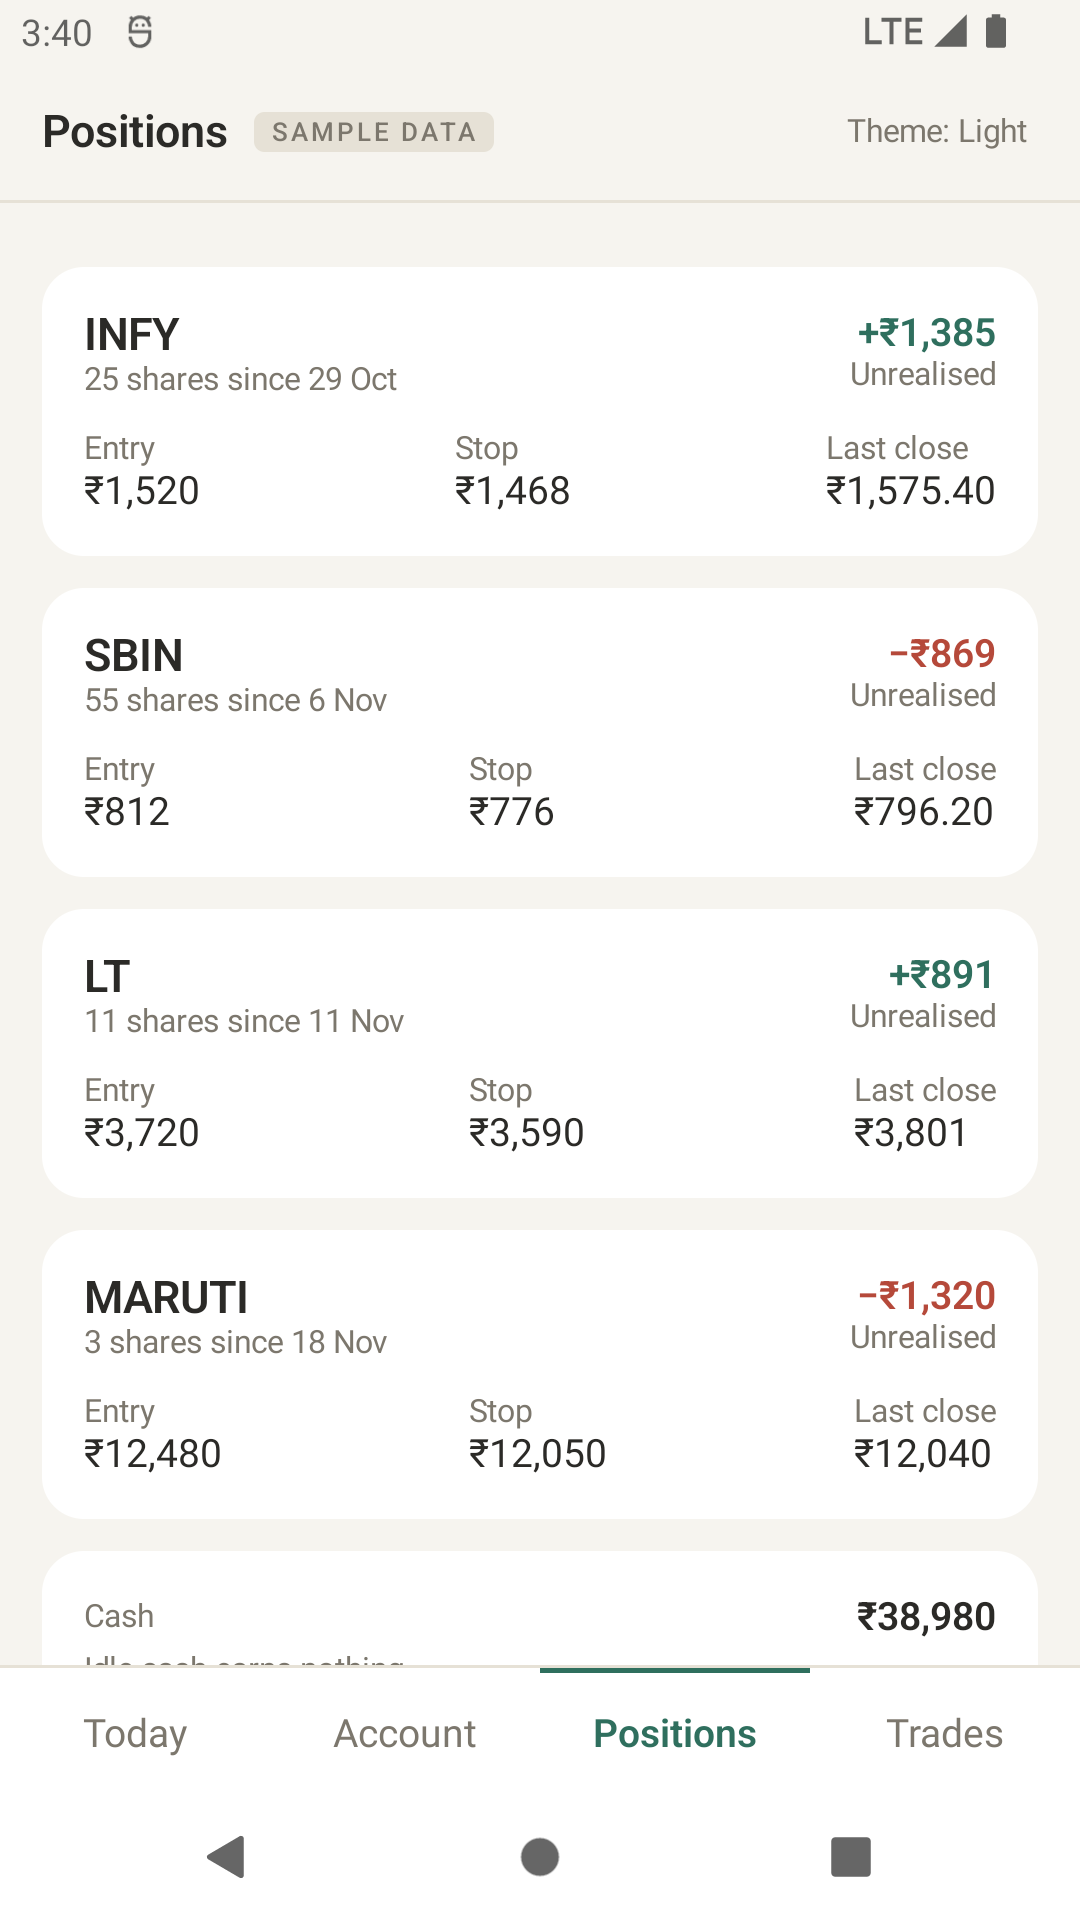 3:40
LTE
Positions
SAMPLE DATA
Theme: Light
INFY
+₹1,385
25 shares since 29 Oct
Unrealised
Entry
Stop
Last close
₹1,520
₹1,468
₹1,575.40
SBIN
−₹869
55 shares since 6 Nov
Unrealised
Entry
Stop
Last close
₹812
₹776
₹796.20
LT
+₹891
11 shares since 11 Nov
Unrealised
Entry
Stop
Last close
₹3,720
₹3,590
₹3,801
MARUTI
−₹1,320
3 shares since 18 Nov
Unrealised
Entry
Stop
Last close
₹12,480
₹12,050
₹12,040
Cash
₹38,980
Idle cash earns nothing
Today
Account
Positions
Trades